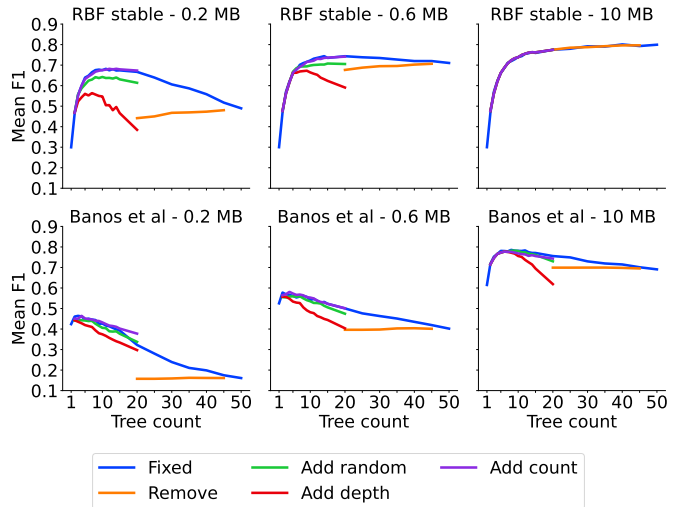 RBF stable - 0.2 MB RBF stable - 0.6 MB RBF stable - 10 MB
Mean F1
0.9
0.8
0.7
0.6
0.5
0.4
0.3
0.2
0.1
Banos et al - 0.2 MB Banos et al - 0.6 MB Banos et al - 10 MB
Mean F1
0.9
0.8
0.7
0.6
0.5
0.4
0.3
0.2
0.1
1 10 20 30 40 50 1 10 20 30 40 50 1 10 20 30 40 50
Tree count Tree count Tree count
Fixed Add random Add count
Remove Add depth